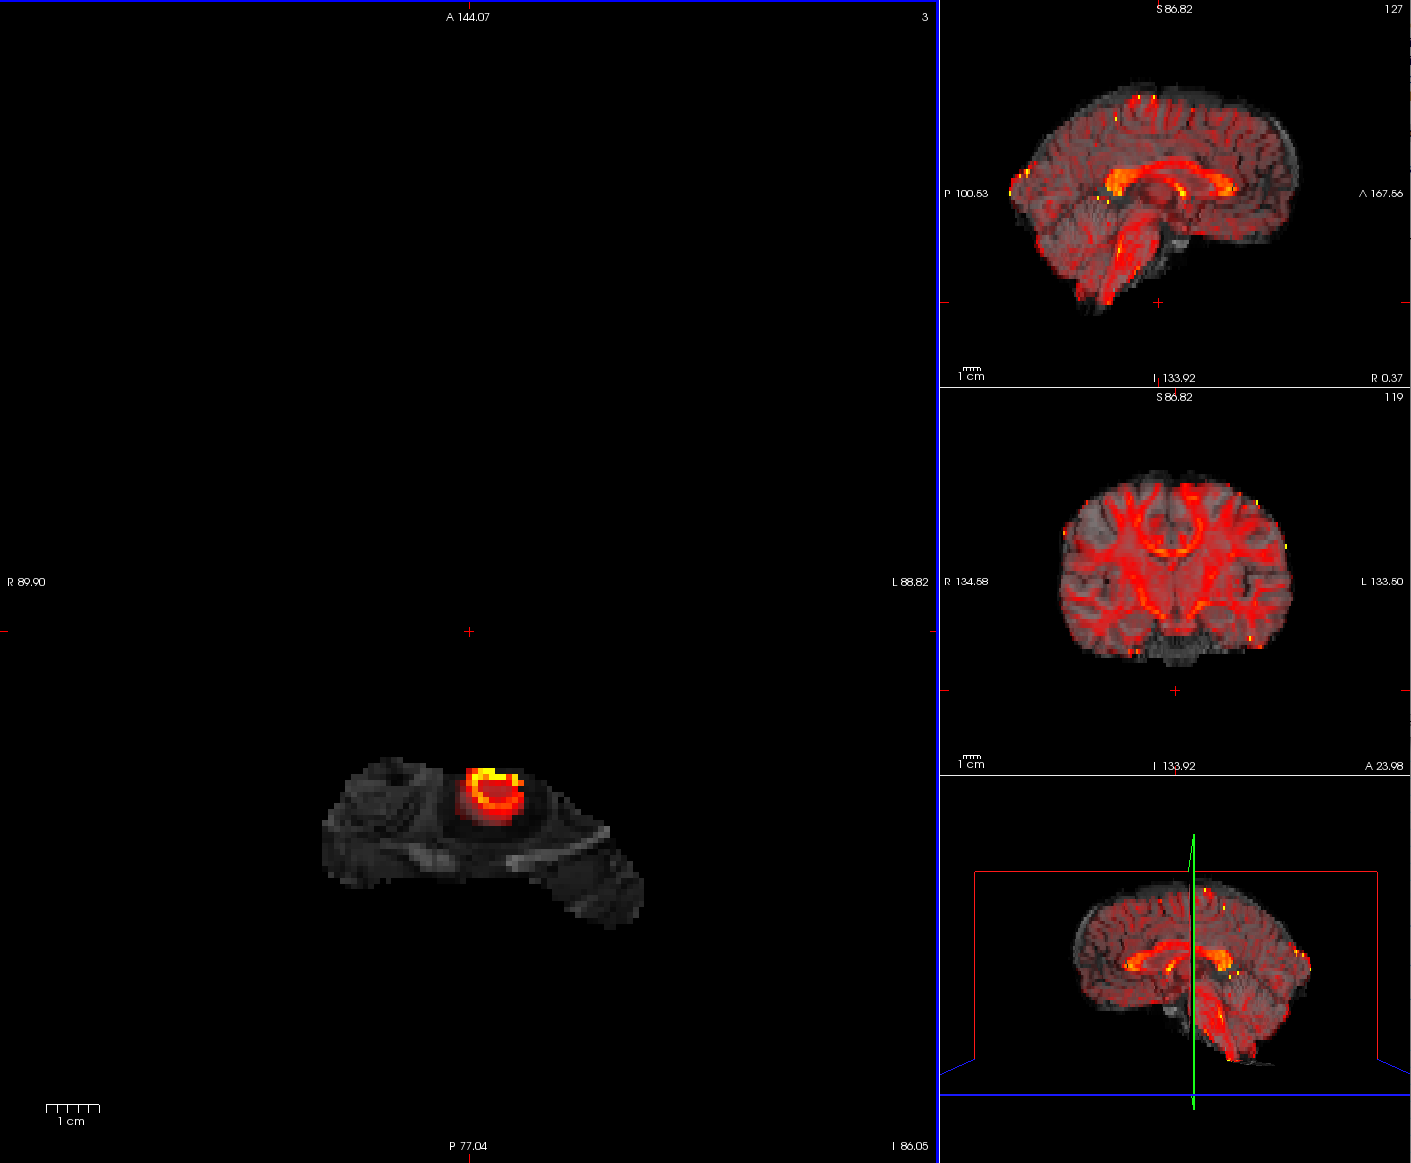 A 144.07
3
R 89.90
L 88.82
1 cm
P 77.04
I 86.05
S 86.82
127
P 100.53
A 167.56
1 cm
I 133.92
R 0.37
S 86.82
119
R 134.58
L 133.50
1 cm
I 133.92
A 23.98